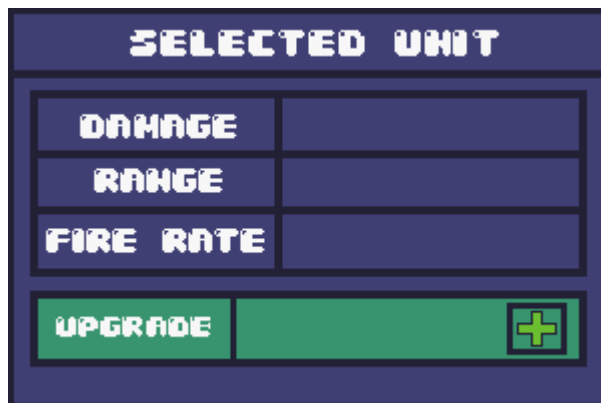 SELECTED UNIT
DAMAGE
RANGE
FIRE RATE
UPGRADE